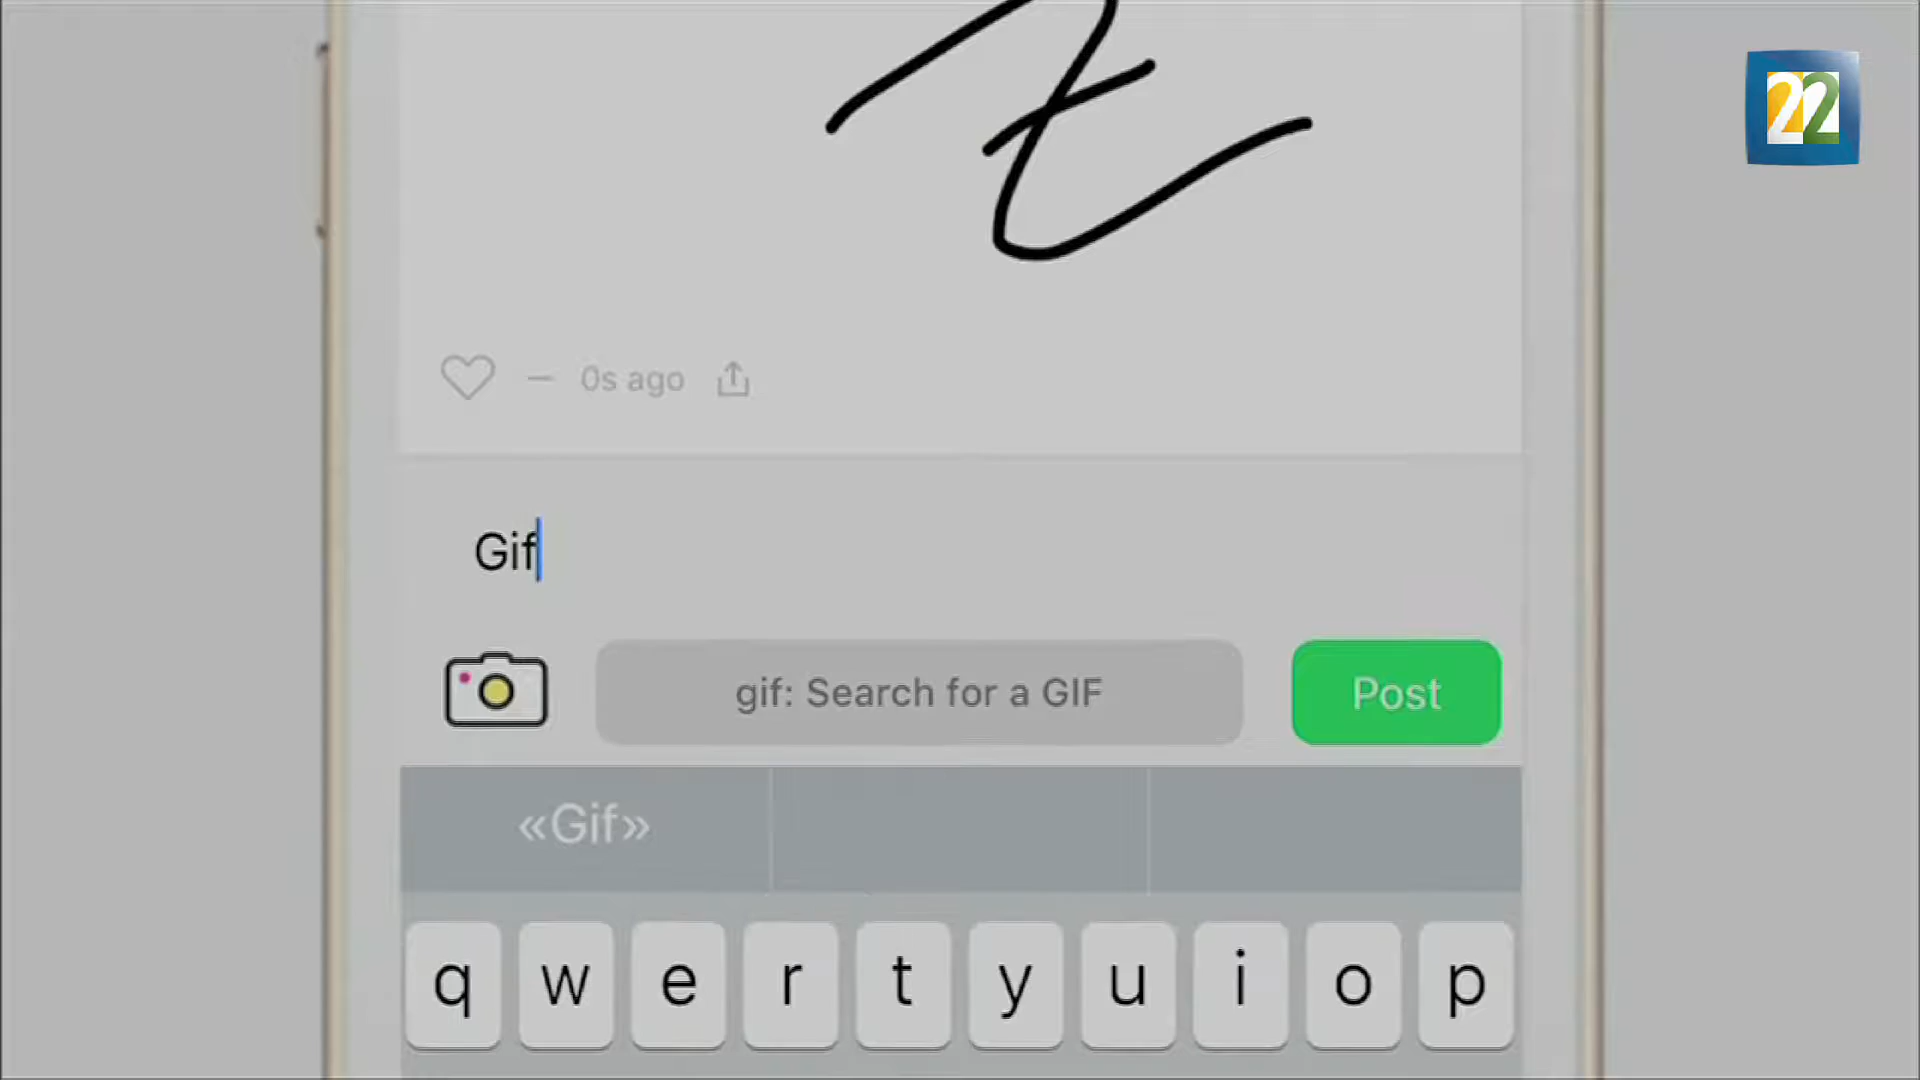 22
0s ago
Gif
gif: Search for a GIF
Post
«Gif»
q w e r t y u i o p